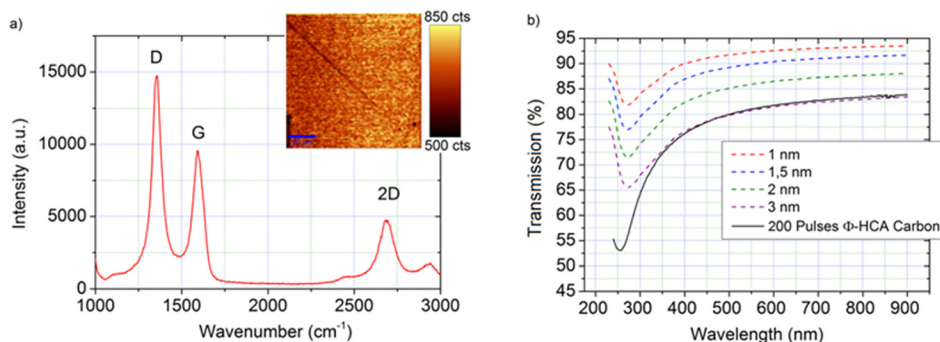 a)
850 cts
500 cts
D
G
2D
15000
10000
5000
0
Intensity (a.u.)
1000
1500
2000
2500
3000
Wavenumber (cm-1)
b)
95
90
85
80
75
70
65
60
55
50
45
Transmission (%)
1 nm
1,5 nm
2 nm
3 nm
200 Pulses Φ-HCA Carbon
200
300
400
500
600
700
800
900
1000
Wavelength (nm)